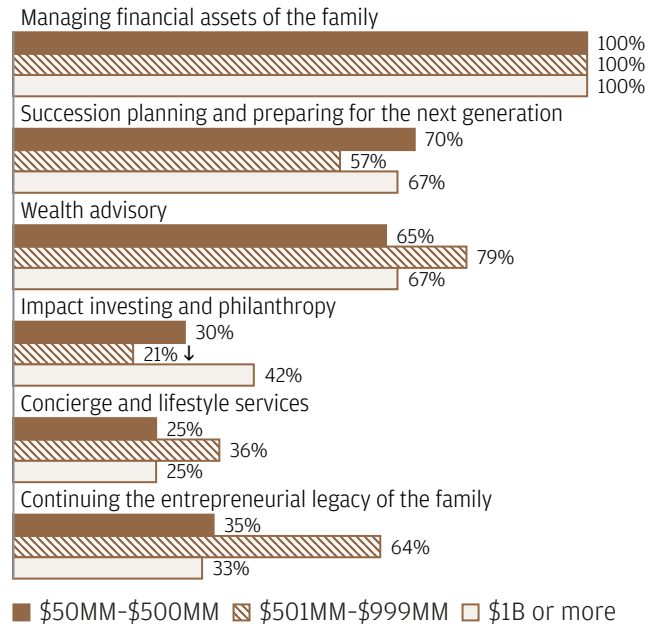 Managing financial assets of the family
100%
100%
100%
Succession planning and preparing for the next generation
70%
57%
67%
Wealth advisory
65%
79%
67%
Impact investing and philanthropy
30%
21% ↓
42%
Concierge and lifestyle services
25%
36%
25%
Continuing the entrepreneurial legacy of the family
35%
64%
33%
$50MM–$500MM $501MM–$999MM $1B or more